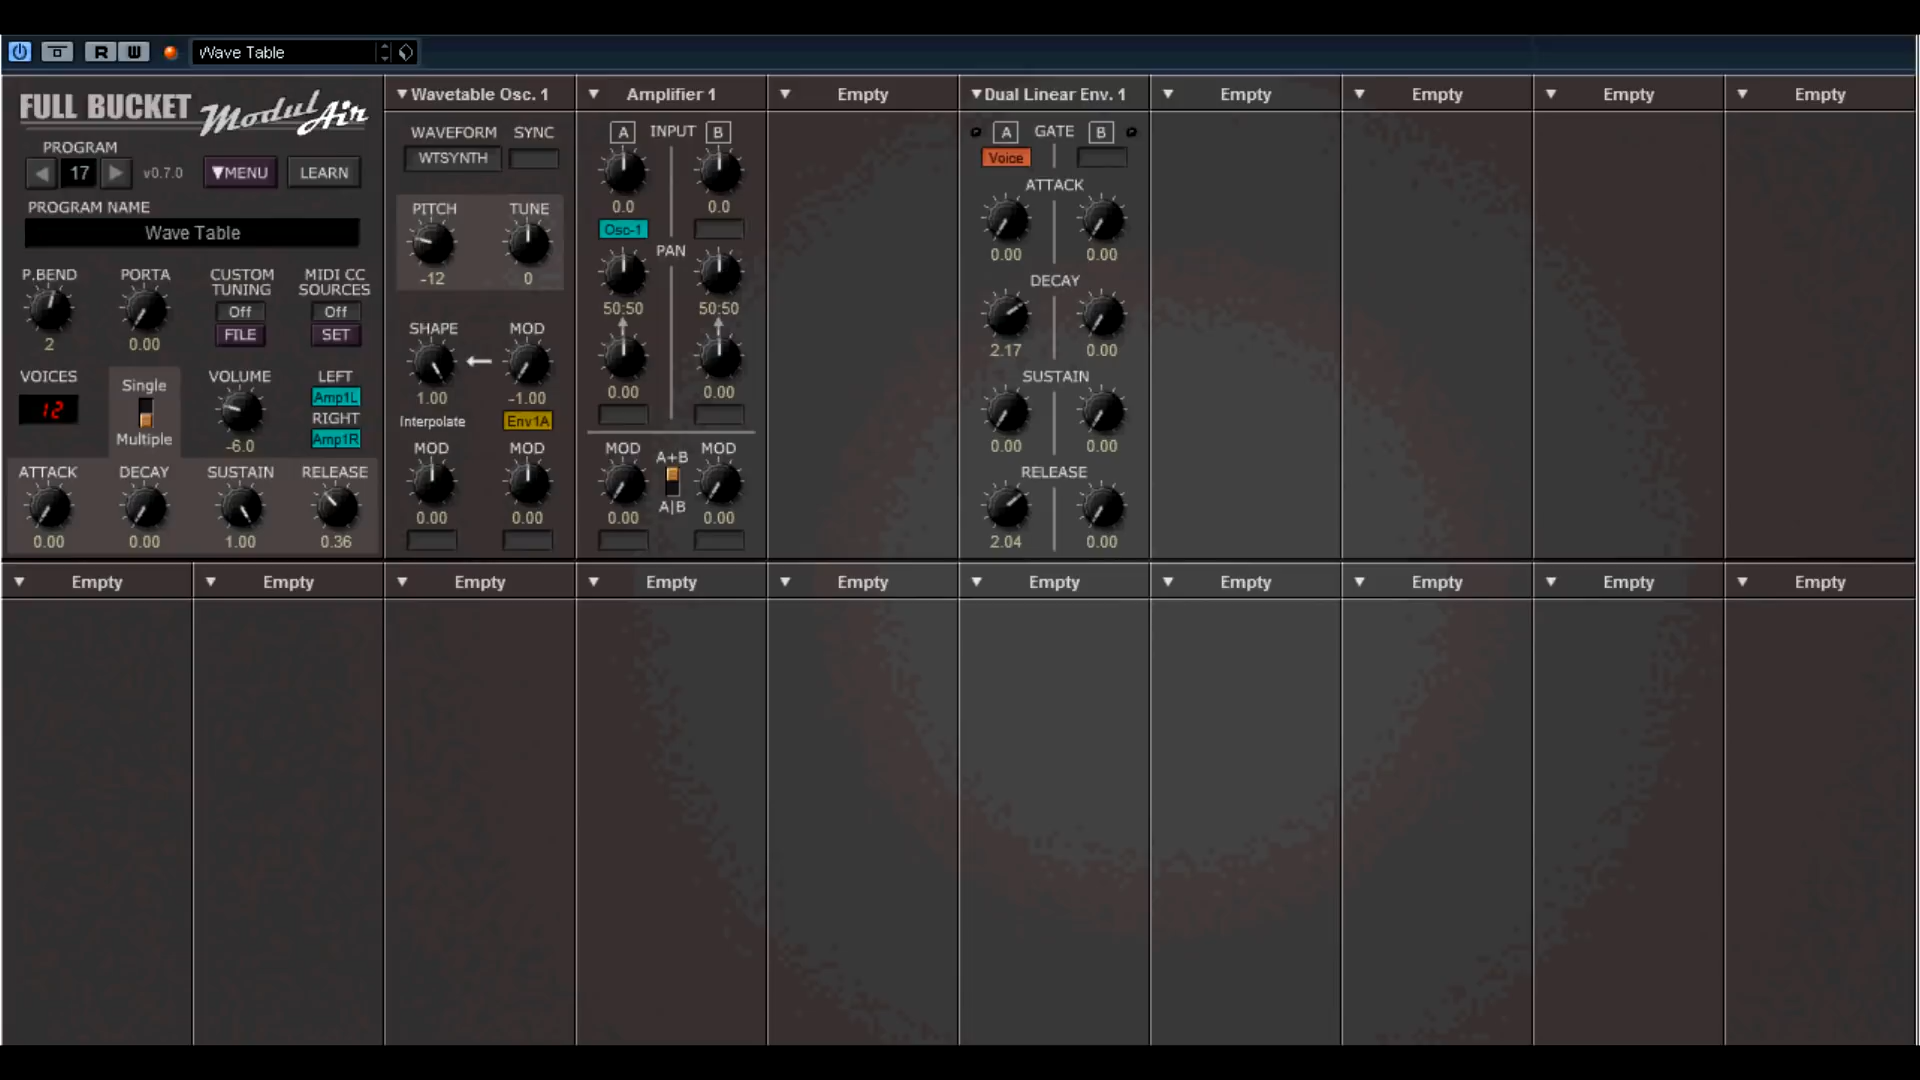 R W Wave Table
FULL BUCKET ModulAir
PROGRAM
17 v0.7.0 ▼MENU LEARN
PROGRAM NAME
Wave Table
P.BEND PORTA CUSTOM TUNING MIDI CC SOURCES
Off Off
FILE SET
2 0.00
VOICES Single VOLUME LEFT
12 Amp1L
RIGHT
Multiple -6.0 Amp1R
ATTACK DECAY SUSTAIN RELEASE
0.00 0.00 1.00 0.36
▼Wavetable Osc. 1
WAVEFORM SYNC
WTSYNTH
PITCH TUNE
-12 0
SHAPE MOD
1.00 -1.00
Interpolate Env1A
MOD MOD
0.00 0.00
▼ Amplifier 1
A INPUT B
0.0 0.0
Osc-1
PAN
50:50 50:50
0.00 0.00
MOD A+B MOD
A|B
0.00 0.00
▼ Empty
▼Dual Linear Env. 1
A GATE B
Voice
ATTACK
0.00 0.00
DECAY
2.17 0.00
SUSTAIN
0.00 0.00
RELEASE
2.04 0.00
▼ Empty
▼ Empty
▼ Empty
▼ Empty
▼ Empty
▼ Empty
▼ Empty
▼ Empty
▼ Empty
▼ Empty
▼ Empty
▼ Empty
▼ Empty
▼ Empty